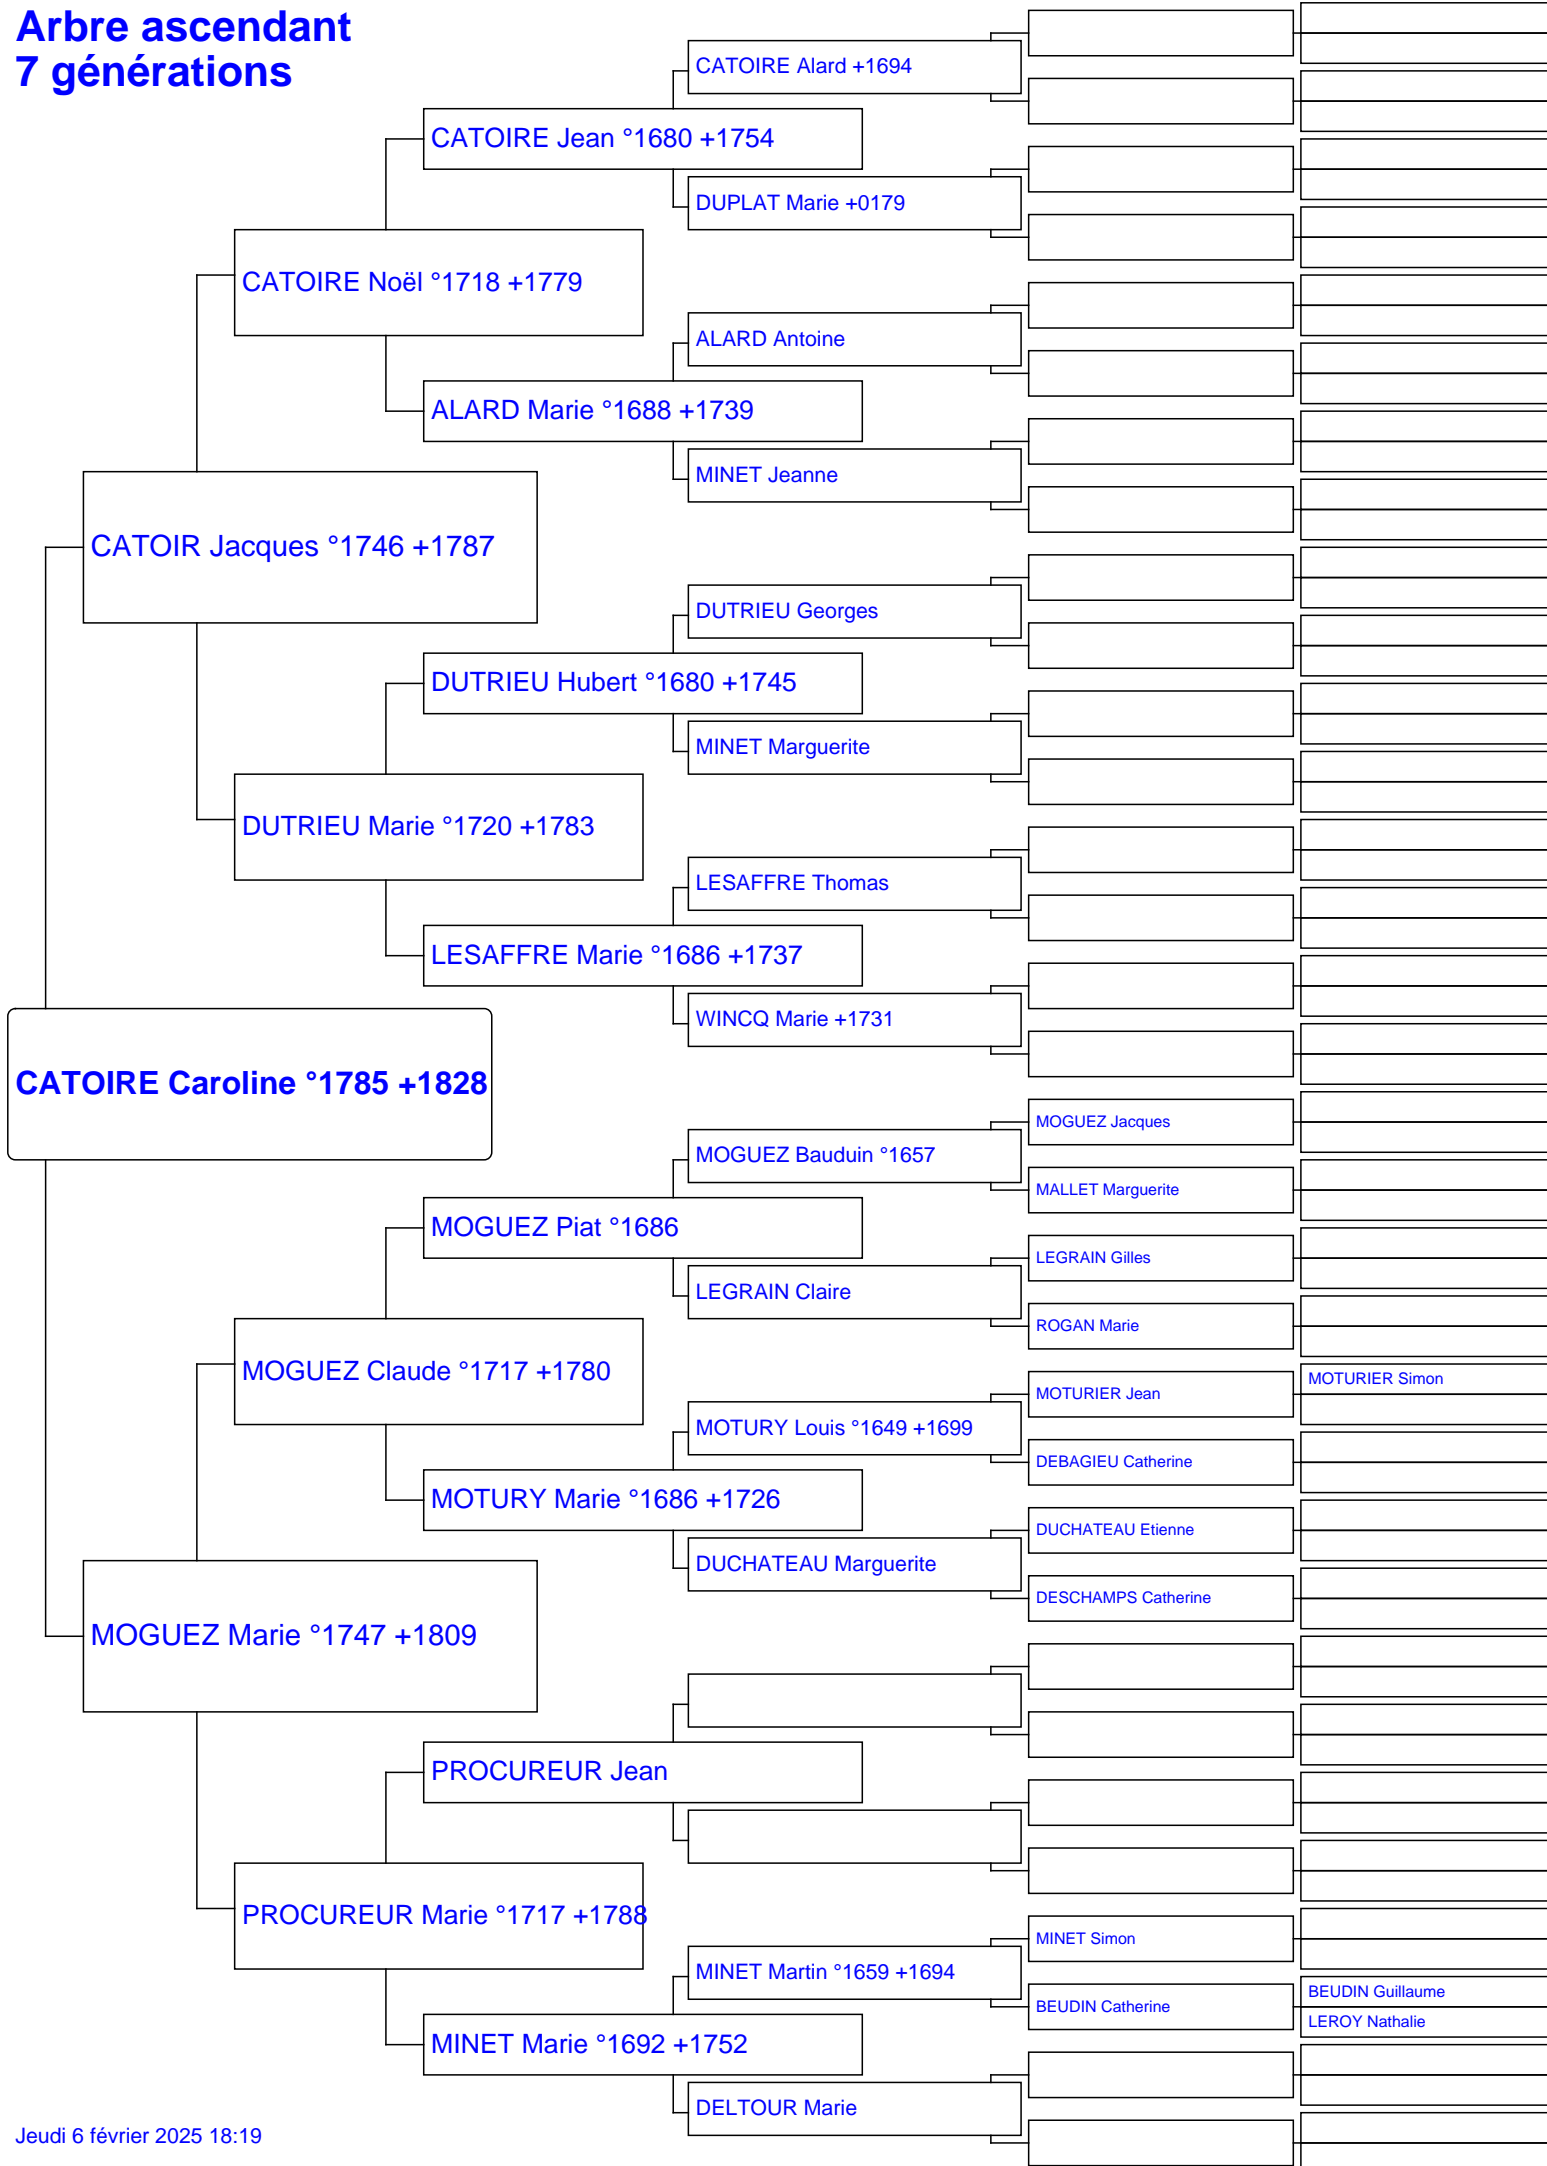 Arbre ascendant
7 générations
CATOIRE Alard +1694
CATOIRE Jean °1680 +1754
DUPLAT Marie +0179
CATOIRE Noël °1718 +1779
ALARD Antoine
ALARD Marie °1688 +1739
MINET Jeanne
CATOIR Jacques °1746 +1787
DUTRIEU Georges
DUTRIEU Hubert °1680 +1745
MINET Marguerite
DUTRIEU Marie °1720 +1783
LESAFFRE Thomas
LESAFFRE Marie °1686 +1737
WINCQ Marie +1731
CATOIRE Caroline °1785 +1828
MOGUEZ Jacques
MOGUEZ Bauduin °1657
MALLET Marguerite
MOGUEZ Piat °1686
LEGRAIN Gilles
LEGRAIN Claire
ROGAN Marie
MOGUEZ Claude °1717 +1780
MOTURIER Simon
MOTURIER Jean
MOTURY Louis °1649 +1699
DEBAGIEU Catherine
MOTURY Marie °1686 +1726
DUCHATEAU Etienne
DUCHATEAU Marguerite
DESCHAMPS Catherine
MOGUEZ Marie °1747 +1809
PROCUREUR Jean
PROCUREUR Marie °1717 +1788
MINET Simon
MINET Martin °1659 +1694
BEUDIN Guillaume
BEUDIN Catherine
LEROY Nathalie
MINET Marie °1692 +1752
DELTOUR Marie
Jeudi 6 février 2025 18:19